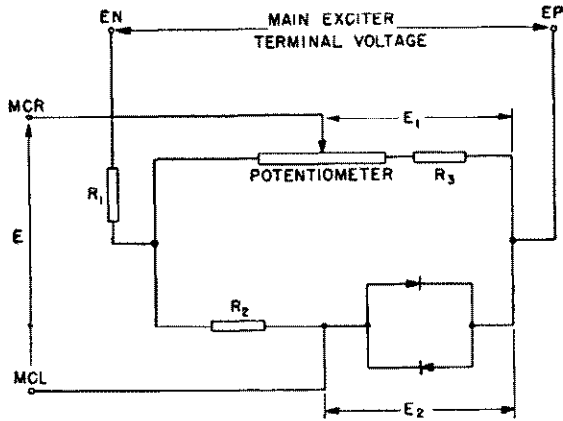 EN
MAIN EXCITER
TERMINAL VOLTAGE
EP
MCR
E₁
POTENTIOMETER
R₃
R₁
E
R₂
MCL
E₂